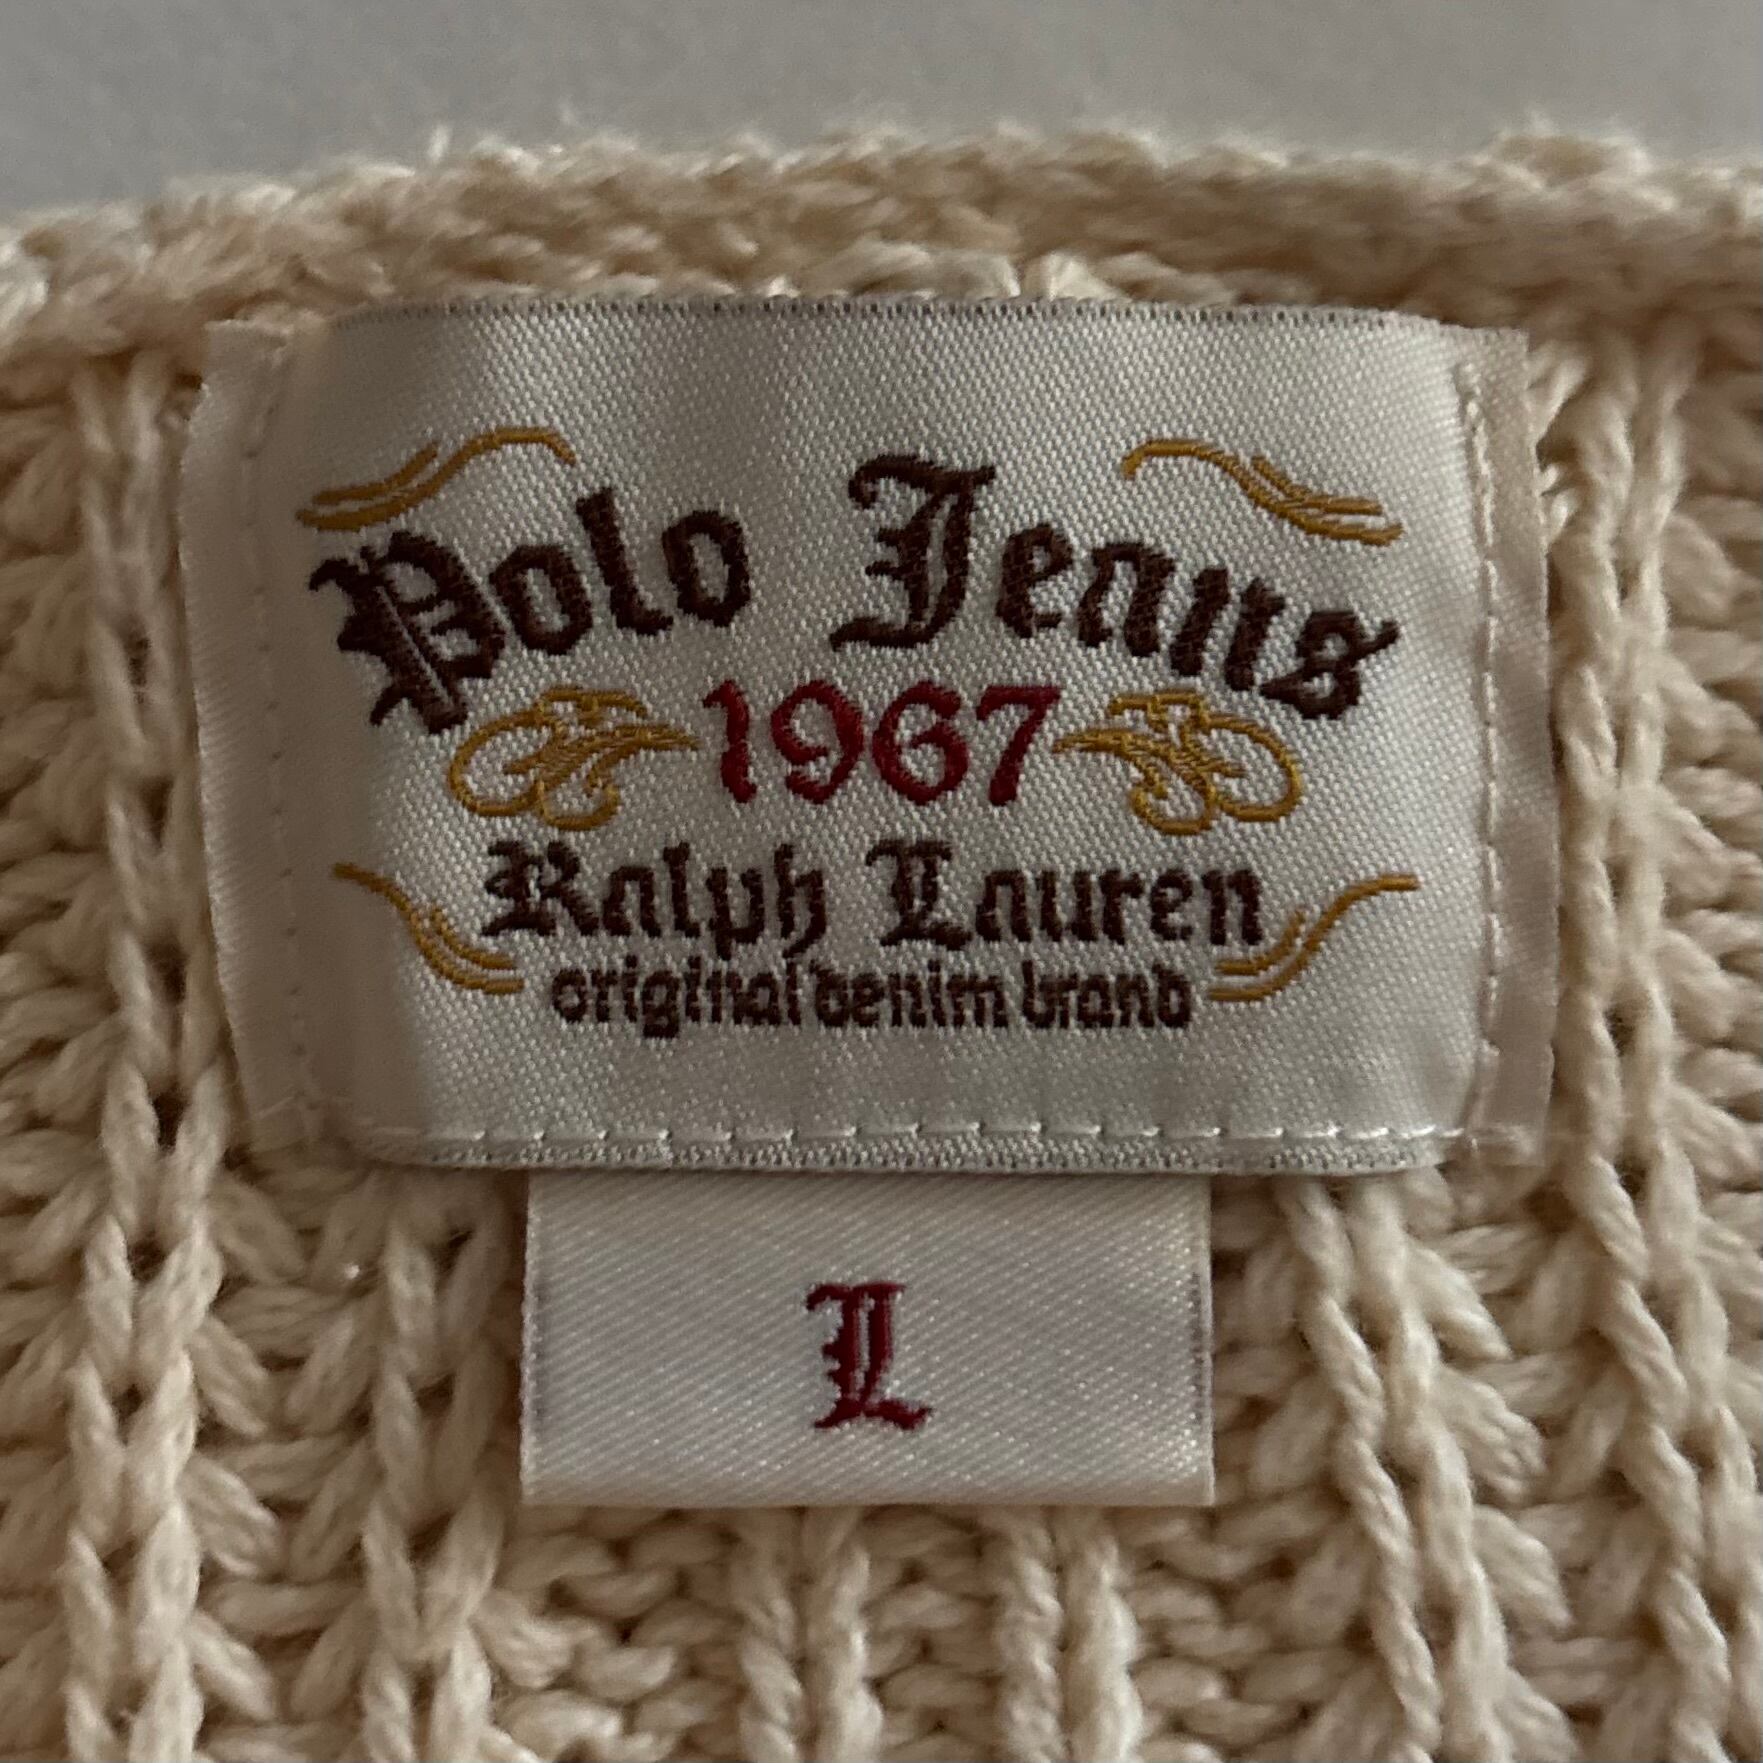 Polo Jeans
1967
Ralph Lauren
original denim brand
L